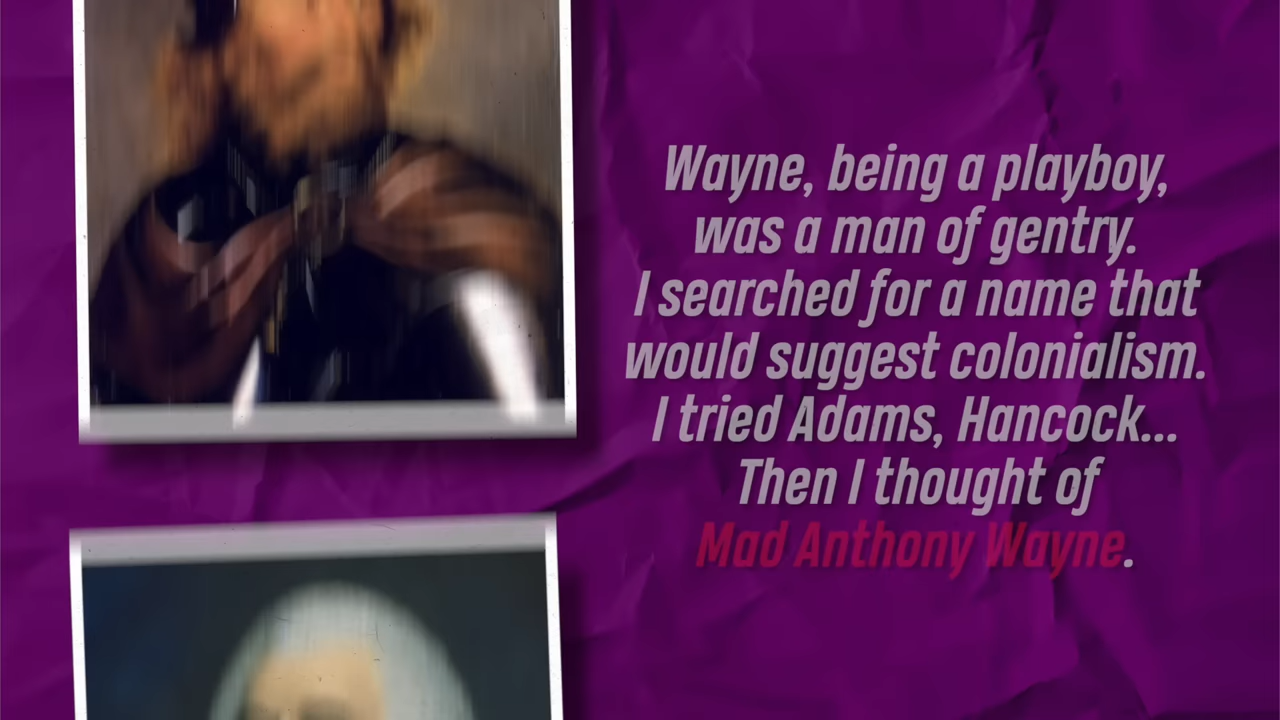 Wayne, being a playboy,
was a man of gentry.
I searched for a name that
would suggest colonialism.
I tried Adams, Hancock...
Then I thought of
Mad Anthony Wayne.